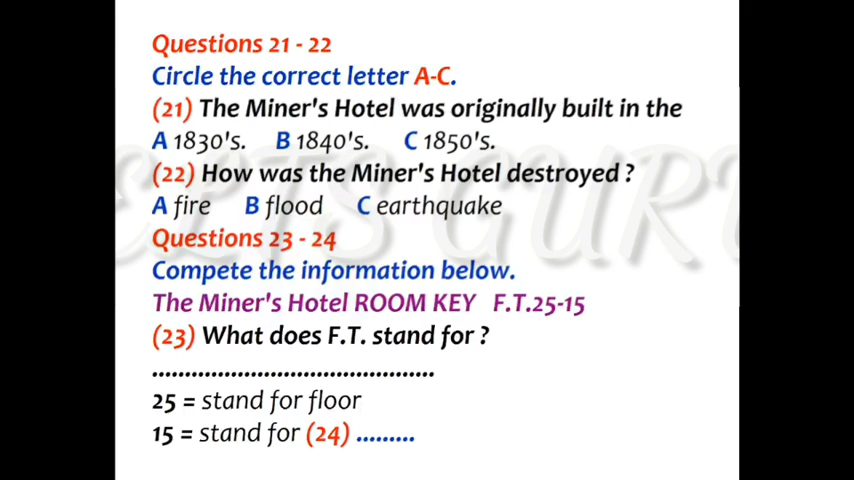 Questions 21 - 22
Circle the correct letter A-C.
(21) The Miner's Hotel was originally built in the
A 1830's. B 1840's. C 1850's.
(22) How was the Miner's Hotel destroyed ?
A fire B flood C earthquake
Questions 23 - 24
Compete the information below.
The Miner's Hotel ROOM KEY F.T.25-15
(23) What does F.T. stand for ?
...........................................
25 = stand for floor
15 = stand for (24) .........